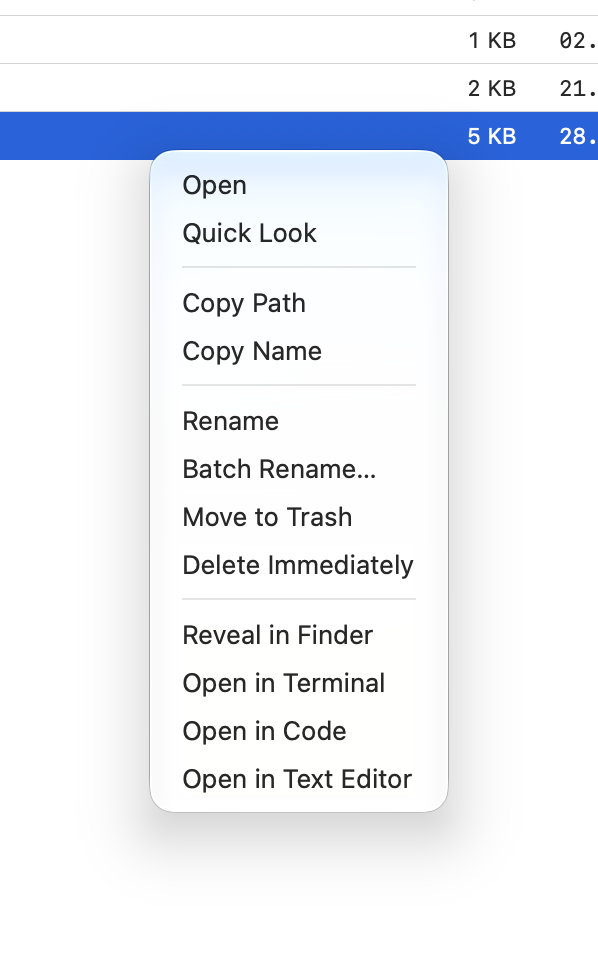 1 KB 02.
2 KB 21.
5 KB 28.
Open
Quick Look
Copy Path
Copy Name
Rename
Batch Rename...
Move to Trash
Delete Immediately
Reveal in Finder
Open in Terminal
Open in Code
Open in Text Editor